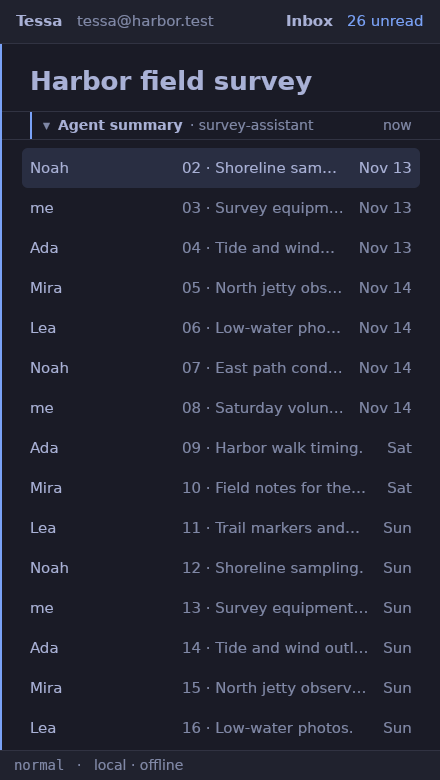 Tessa tessa@harbor.test Inbox 26 unread
Harbor field survey
▾ Agent summary · survey-assistant now
Noah 02 · Shoreline sam… Nov 13
me 03 · Survey equipm… Nov 13
Ada 04 · Tide and wind… Nov 13
Mira 05 · North jetty obs… Nov 14
Lea 06 · Low-water pho… Nov 14
Noah 07 · East path cond… Nov 14
me 08 · Saturday volun… Nov 14
Ada 09 · Harbor walk timing. Sat
Mira 10 · Field notes for the… Sat
Lea 11 · Trail markers and… Sun
Noah 12 · Shoreline sampling. Sun
me 13 · Survey equipment… Sun
Ada 14 · Tide and wind outl… Sun
Mira 15 · North jetty observ… Sun
Lea 16 · Low-water photos. Sun
normal · local · offline